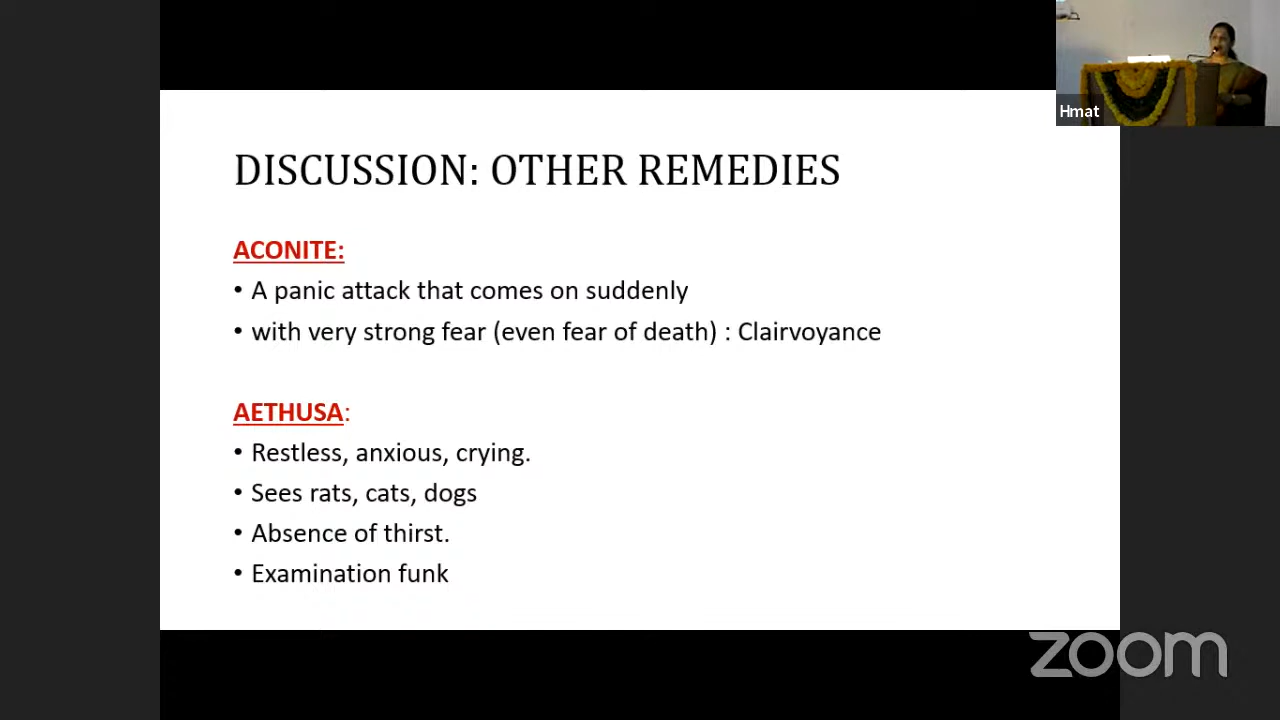 Hmat
DISCUSSION: OTHER REMEDIES
ACONITE:
• A panic attack that comes on suddenly
• with very strong fear (even fear of death) : Clairvoyance
AETHUSA:
• Restless, anxious, crying.
• Sees rats, cats, dogs
• Absence of thirst.
• Examination funk
zoom